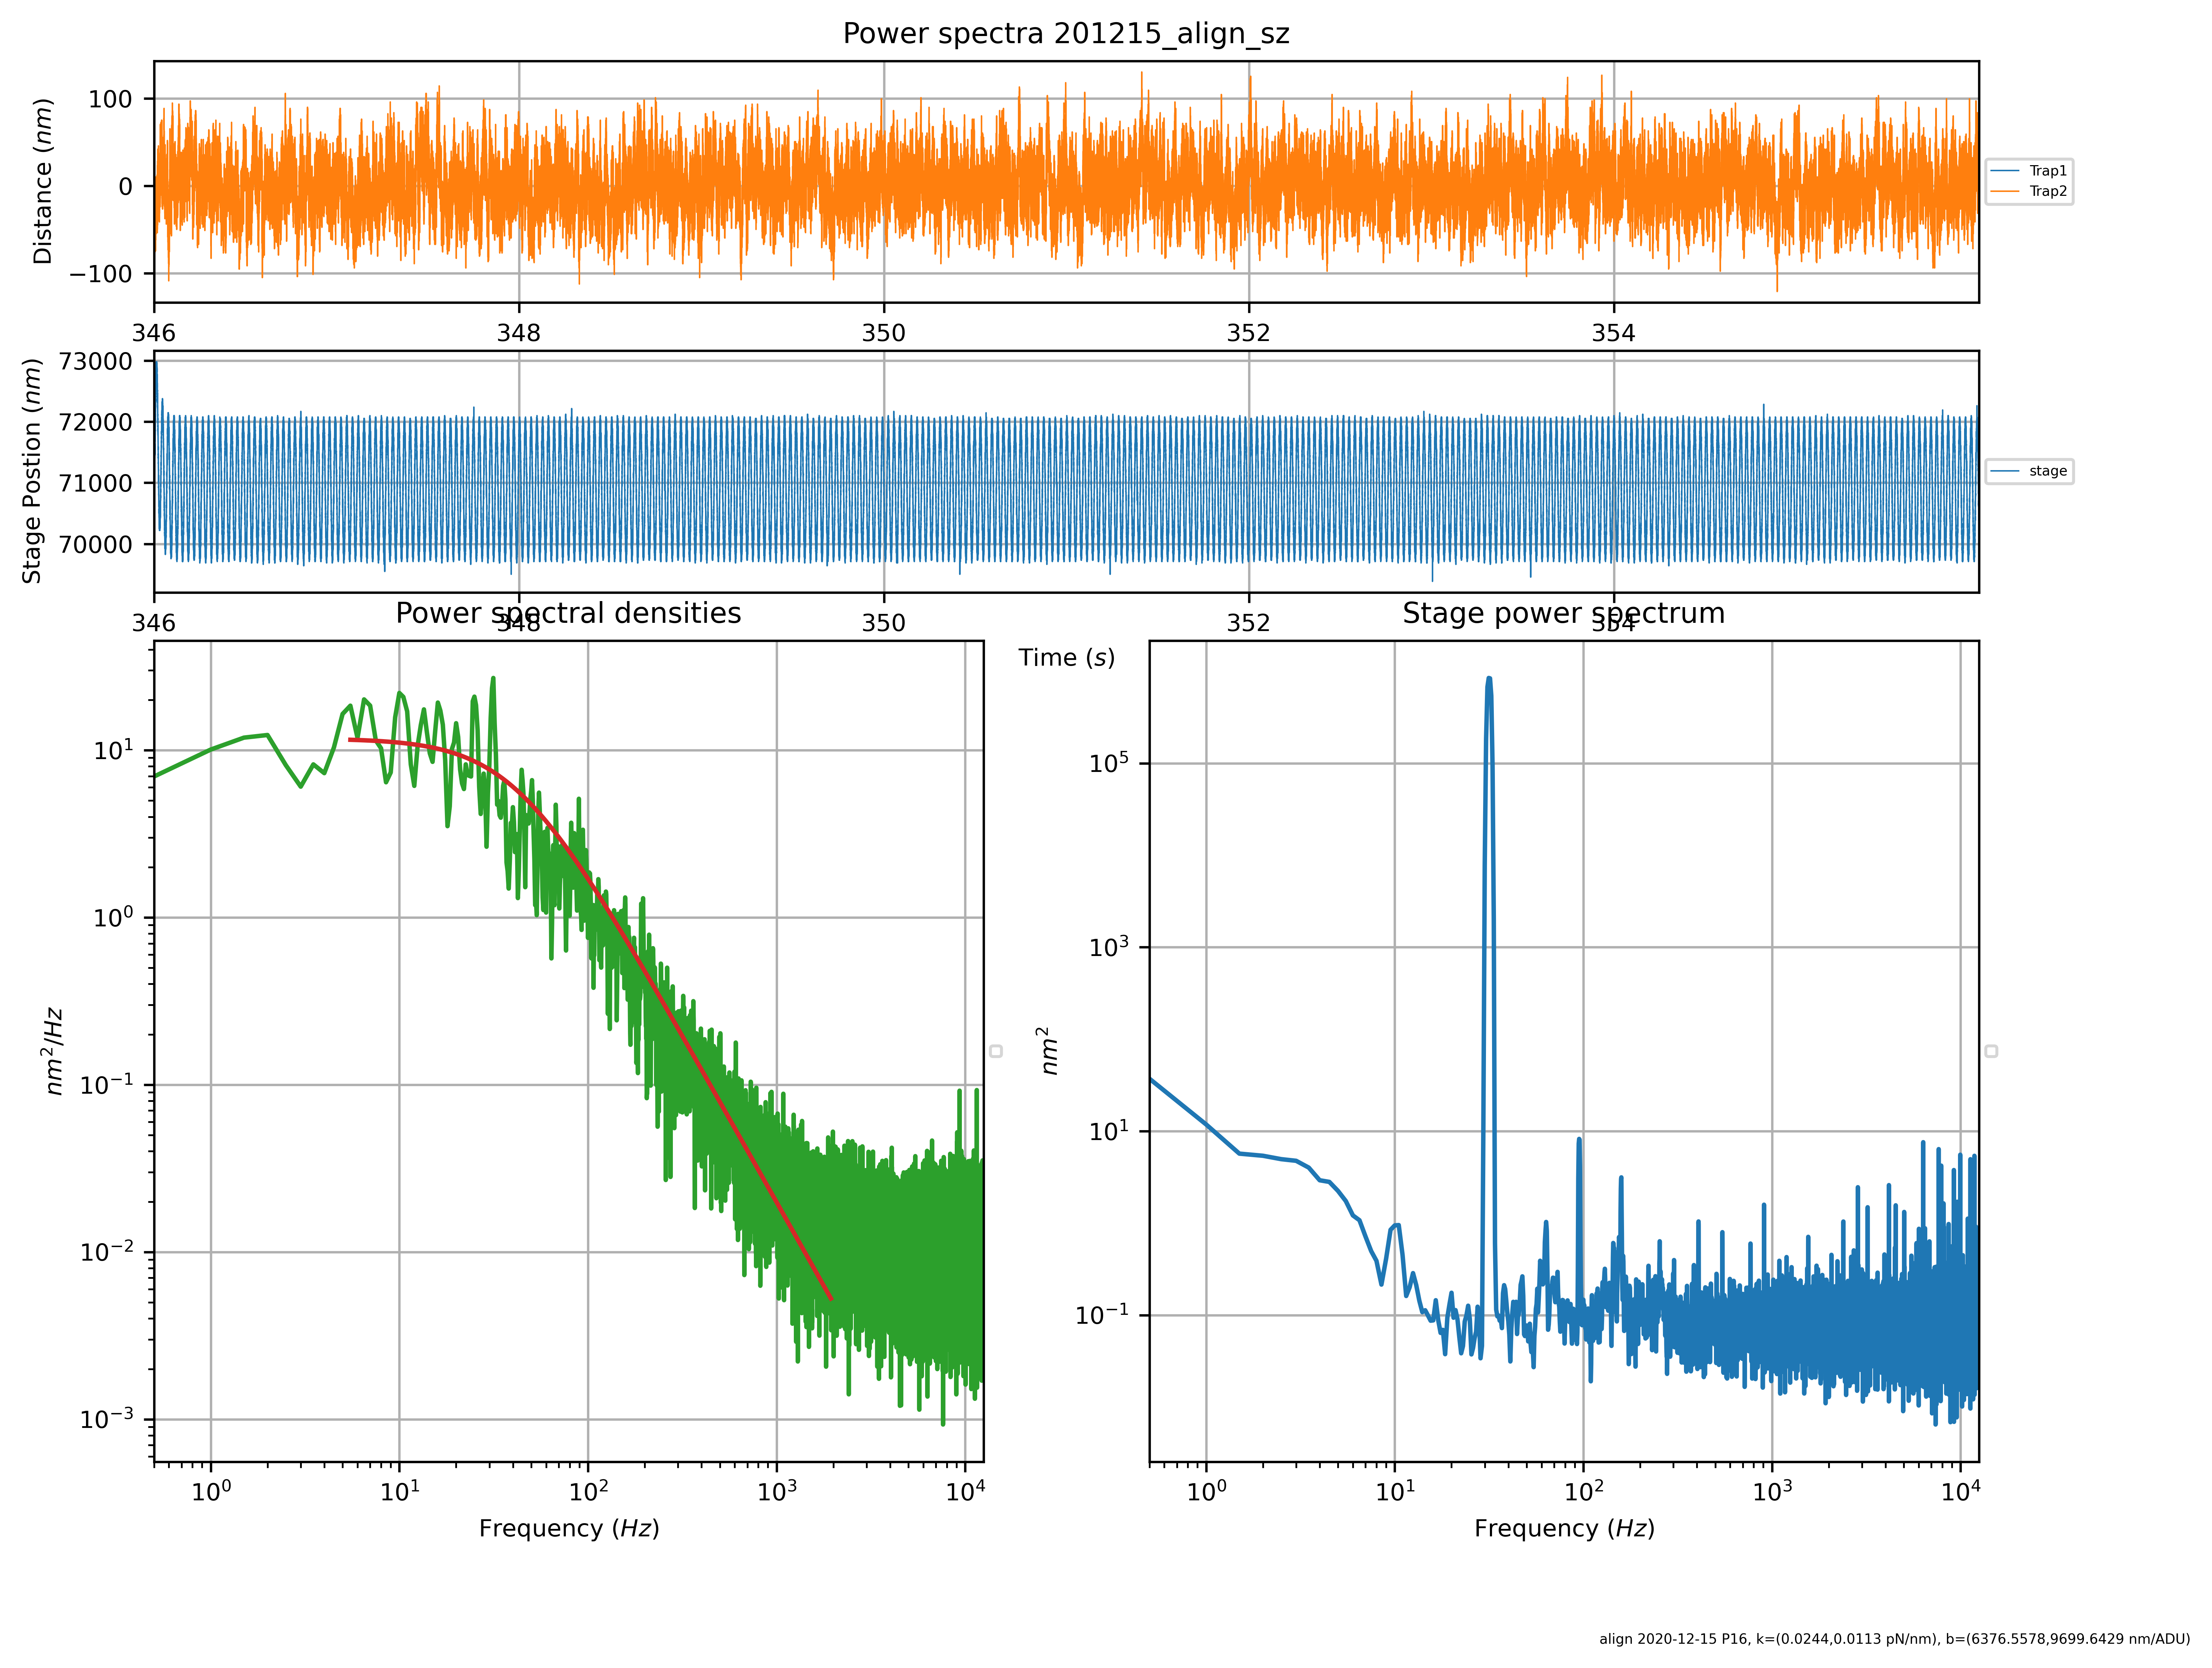 Power spectra 201215_align_sz
Distance (nm)
100
0
−100
346 348 350 352 354
Trap1
Trap2
Stage Postion (nm)
73000
72000
71000
70000
346 348 350 352 354
stage
Time (s)
Power spectral densities
nm²/Hz
10¹
10⁰
10⁻¹
10⁻²
10⁻³
10⁰ 10¹ 10² 10³ 10⁴
Frequency (Hz)
Stage power spectrum
nm²
10⁵
10³
10¹
10⁻¹
10⁰ 10¹ 10² 10³ 10⁴
Frequency (Hz)
align 2020-12-15 P16, k=(0.0244,0.0113 pN/nm), b=(6376.5578,9699.6429 nm/ADU)